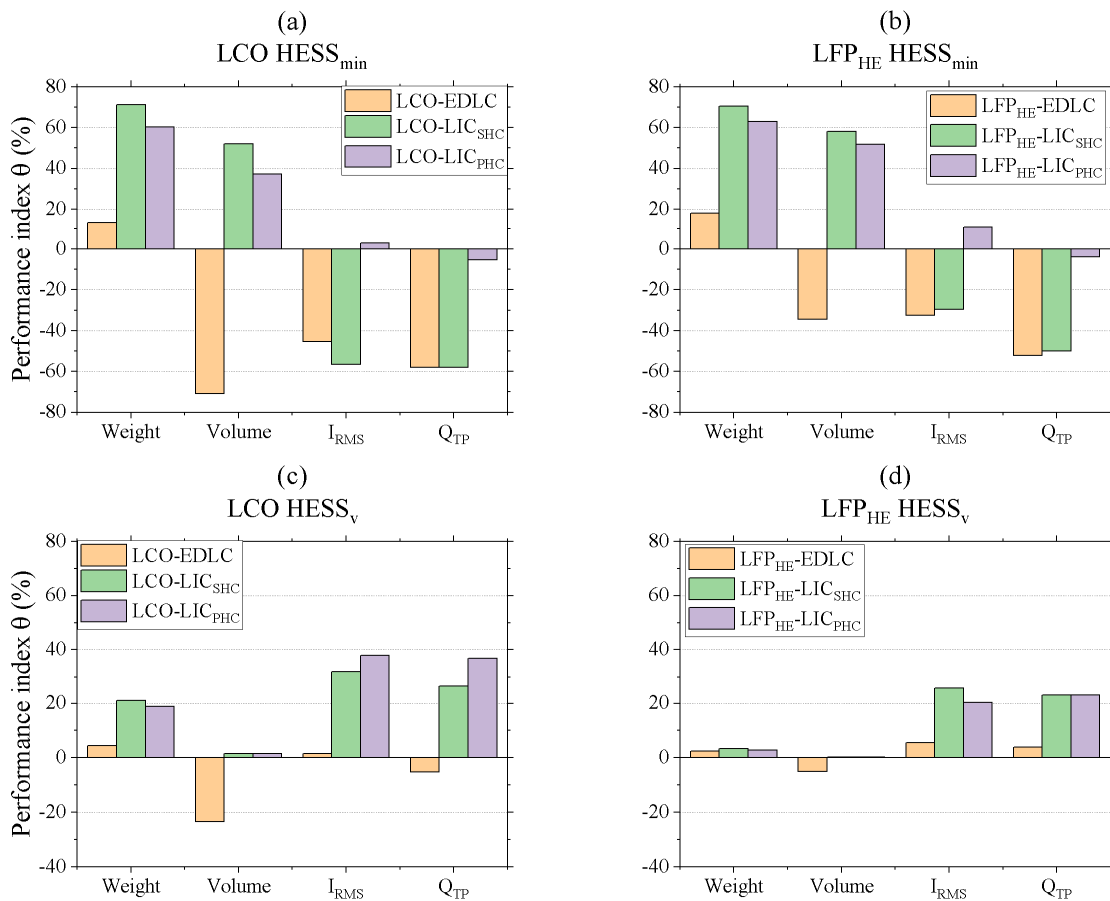 (a)
LCO HESSmin
Performance index θ (%)
80
60
40
20
0
-20
-40
-60
-80
LCO-EDLC
LCO-LICSHC
LCO-LICPHC
Weight
Volume
IRMS
QTP
(b)
LFPHE HESSmin
80
60
40
20
0
-20
-40
-60
-80
LFPHE-EDLC
LFPHE-LICSHC
LFPHE-LICPHC
Weight
Volume
IRMS
QTP
(c)
LCO HESSv
Performance index θ (%)
80
60
40
20
0
-20
-40
LCO-EDLC
LCO-LICSHC
LCO-LICPHC
Weight
Volume
IRMS
QTP
(d)
LFPHE HESSv
80
60
40
20
0
-20
-40
LFPHE-EDLC
LFPHE-LICSHC
LFPHE-LICPHC
Weight
Volume
IRMS
QTP